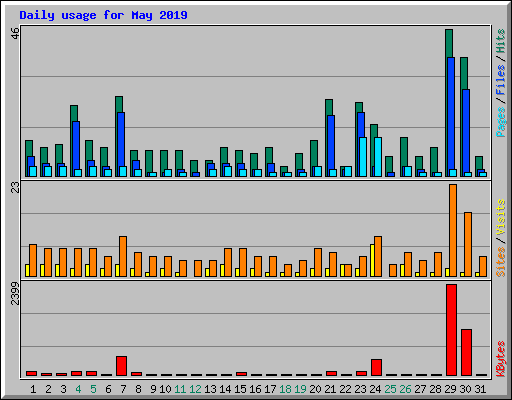 Daily usage for May 2019
46
Pages / Files / Hits
23
Sites / Visits
2399
KBytes
1 2 3 4 5 6 7 8 9 10 11 12 13 14 15 16 17 18 19 20 21 22 23 24 25 26 27 28 29 30 31